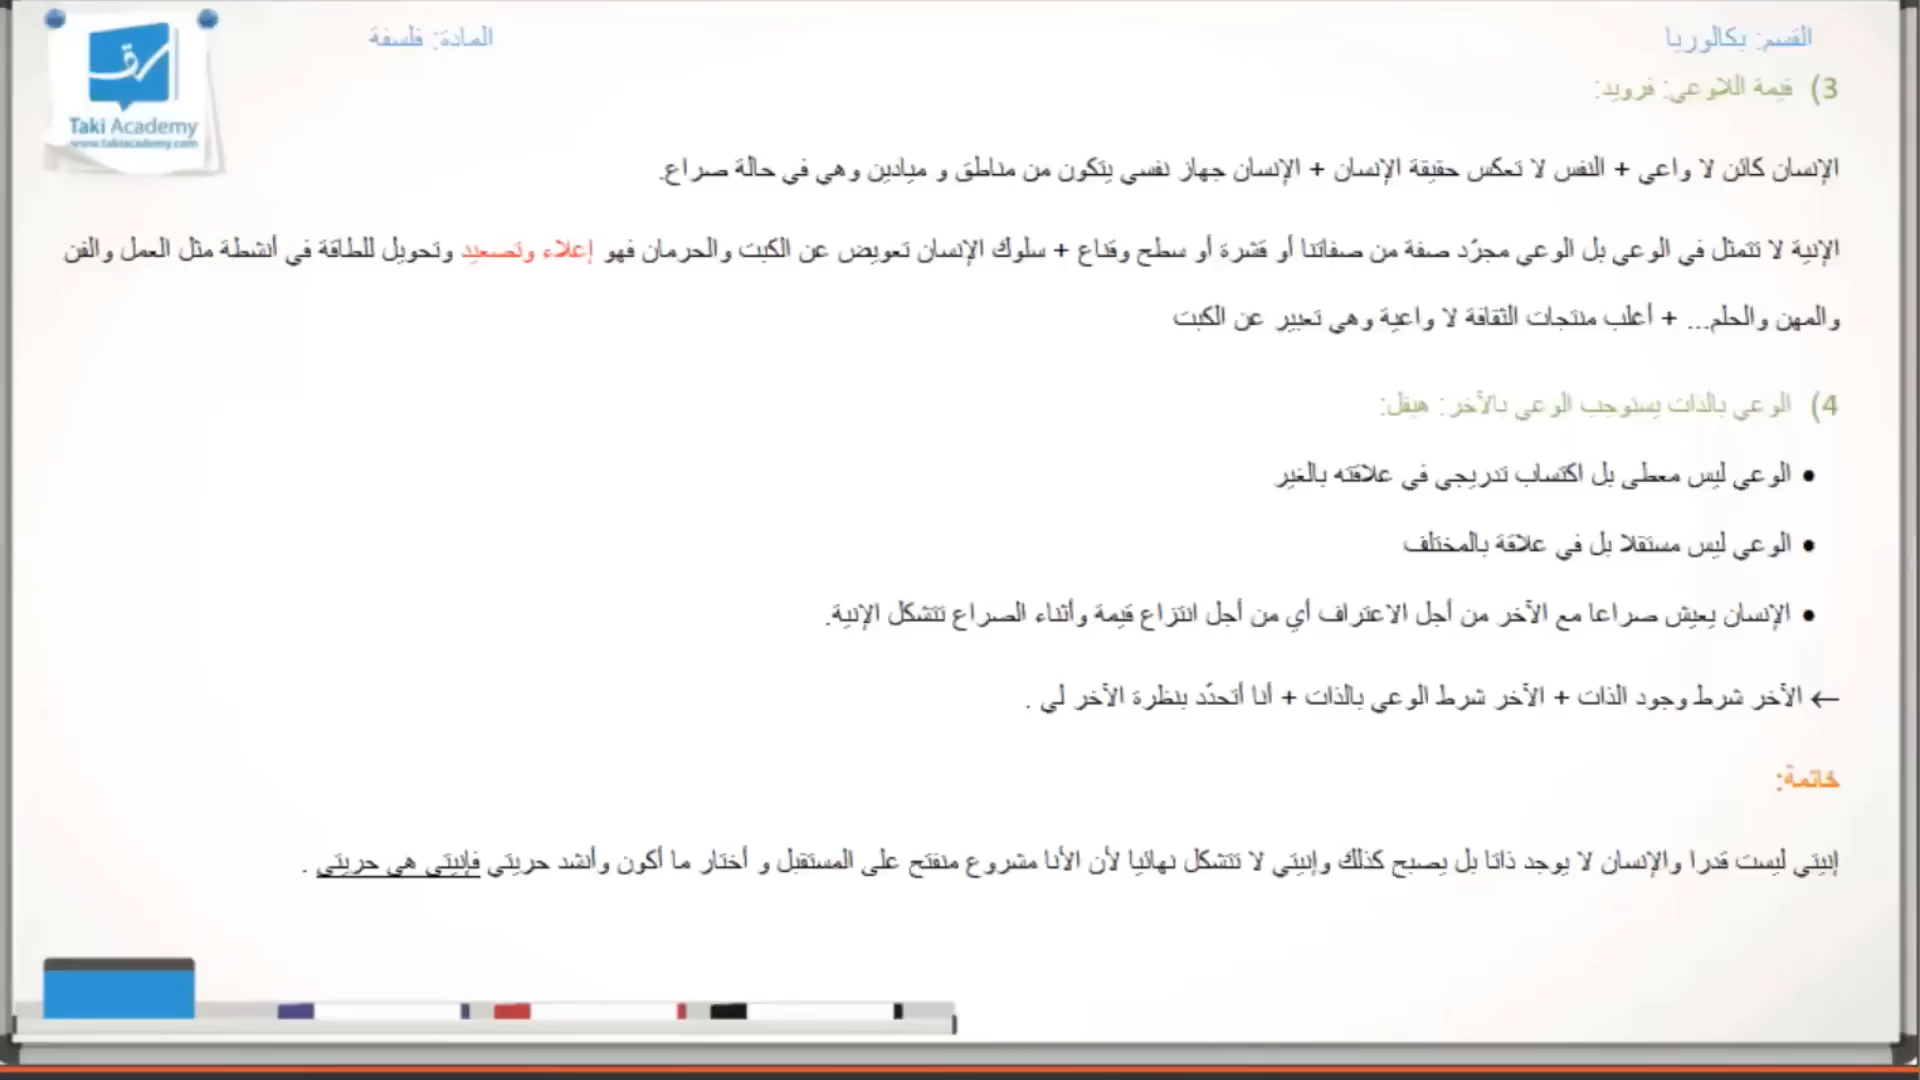 القسم: بكالوريا
المادة: فلسفة
Taki Academy
www.takiacademy.com
3) قيمة اللاوعي: فرويد:
الإنسان كائن لا واعي + النفس لا تعكس حقيقة الإنسان + الإنسان جهاز نفسي يتكون من مناطق و ميادين وهي في حالة صراع.
الإنية لا تتمثل في الوعي بل الوعي مجرّد صفة من صفاتنا أو قشرة أو سطح وقناع + سلوك الإنسان تعويض عن الكبت والحرمان فهو إعلاء وتصعيد وتحويل للطاقة في أنشطة مثل العمل والفن
والمهن والحلم... + أغلب منتجات الثقافة لا واعية وهي تعبير عن الكبت
4) الوعي بالذات يستوجب الوعي بالآخر: هيقل:
• الوعي ليس معطى بل اكتساب تدريجي في علاقته بالغير
• الوعي ليس مستقلا بل في علاقة بالمختلف
• الإنسان يعيش صراعا مع الآخر من أجل الاعتراف أي من أجل انتزاع قيمة وأثناء الصراع تتشكل الإنية.
← الآخر شرط وجود الذات + الآخر شرط الوعي بالذات + أنا أتحدّد بنظرة الآخر لي .
خاتمة:
إنيتي ليست قدرا والإنسان لا يوجد ذاتا بل يصبح كذلك وإنيتي لا تتشكل نهائيا لأن الأنا مشروع منفتح على المستقبل و أختار ما أكون وأنشد حريتي فإنيتي هي حريتي .